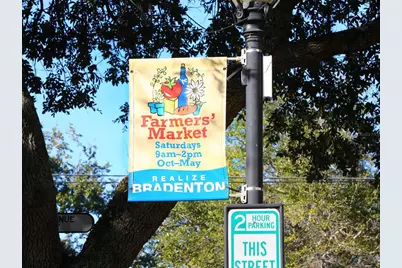 Farmers'
Market
Saturdays
9am–2pm
Oct–May
REALIZE
BRADENTON
2 HOUR
PARKING
THIS
STREET